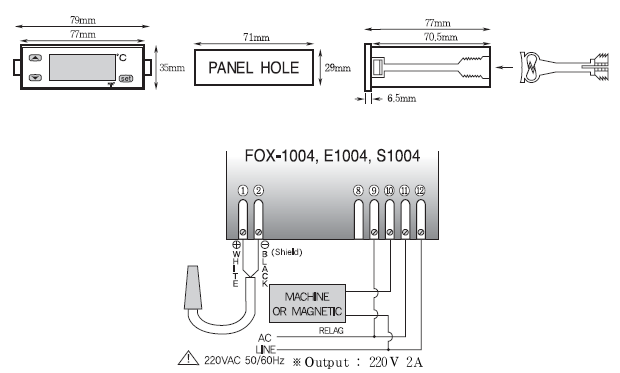 79mm
77mm
°C
set
35mm
71mm
PANEL HOLE
29mm
77mm
70,5mm
6,5mm
FOX-1004, E1004, S1004
① ② ⑧ ⑨ ⑩ ⑪ ⑫
⊕ WHITE
⊖ BLACK
(Shield)
MACHINE
OR MAGNETIC
RELAG
AC
LINE
220VAC 50/60Hz ※ Output : 220V 2A